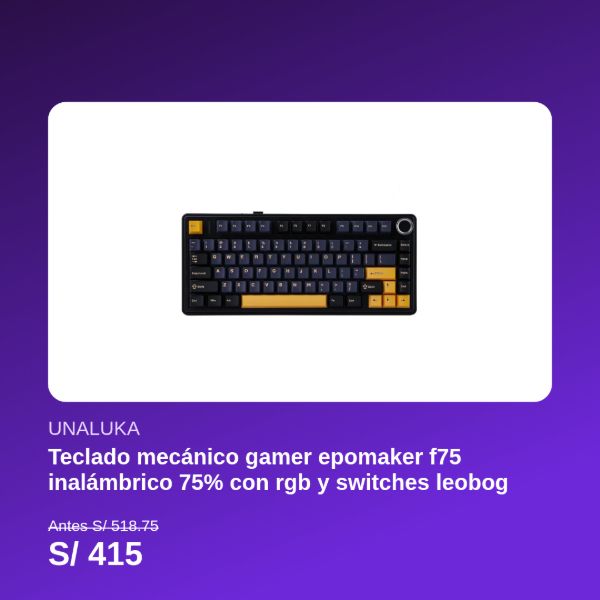 UNALUKA
Teclado mecánico gamer epomaker f75
inalámbrico 75% con rgb y switches leobog
Antes S/ 518.75
S/ 415